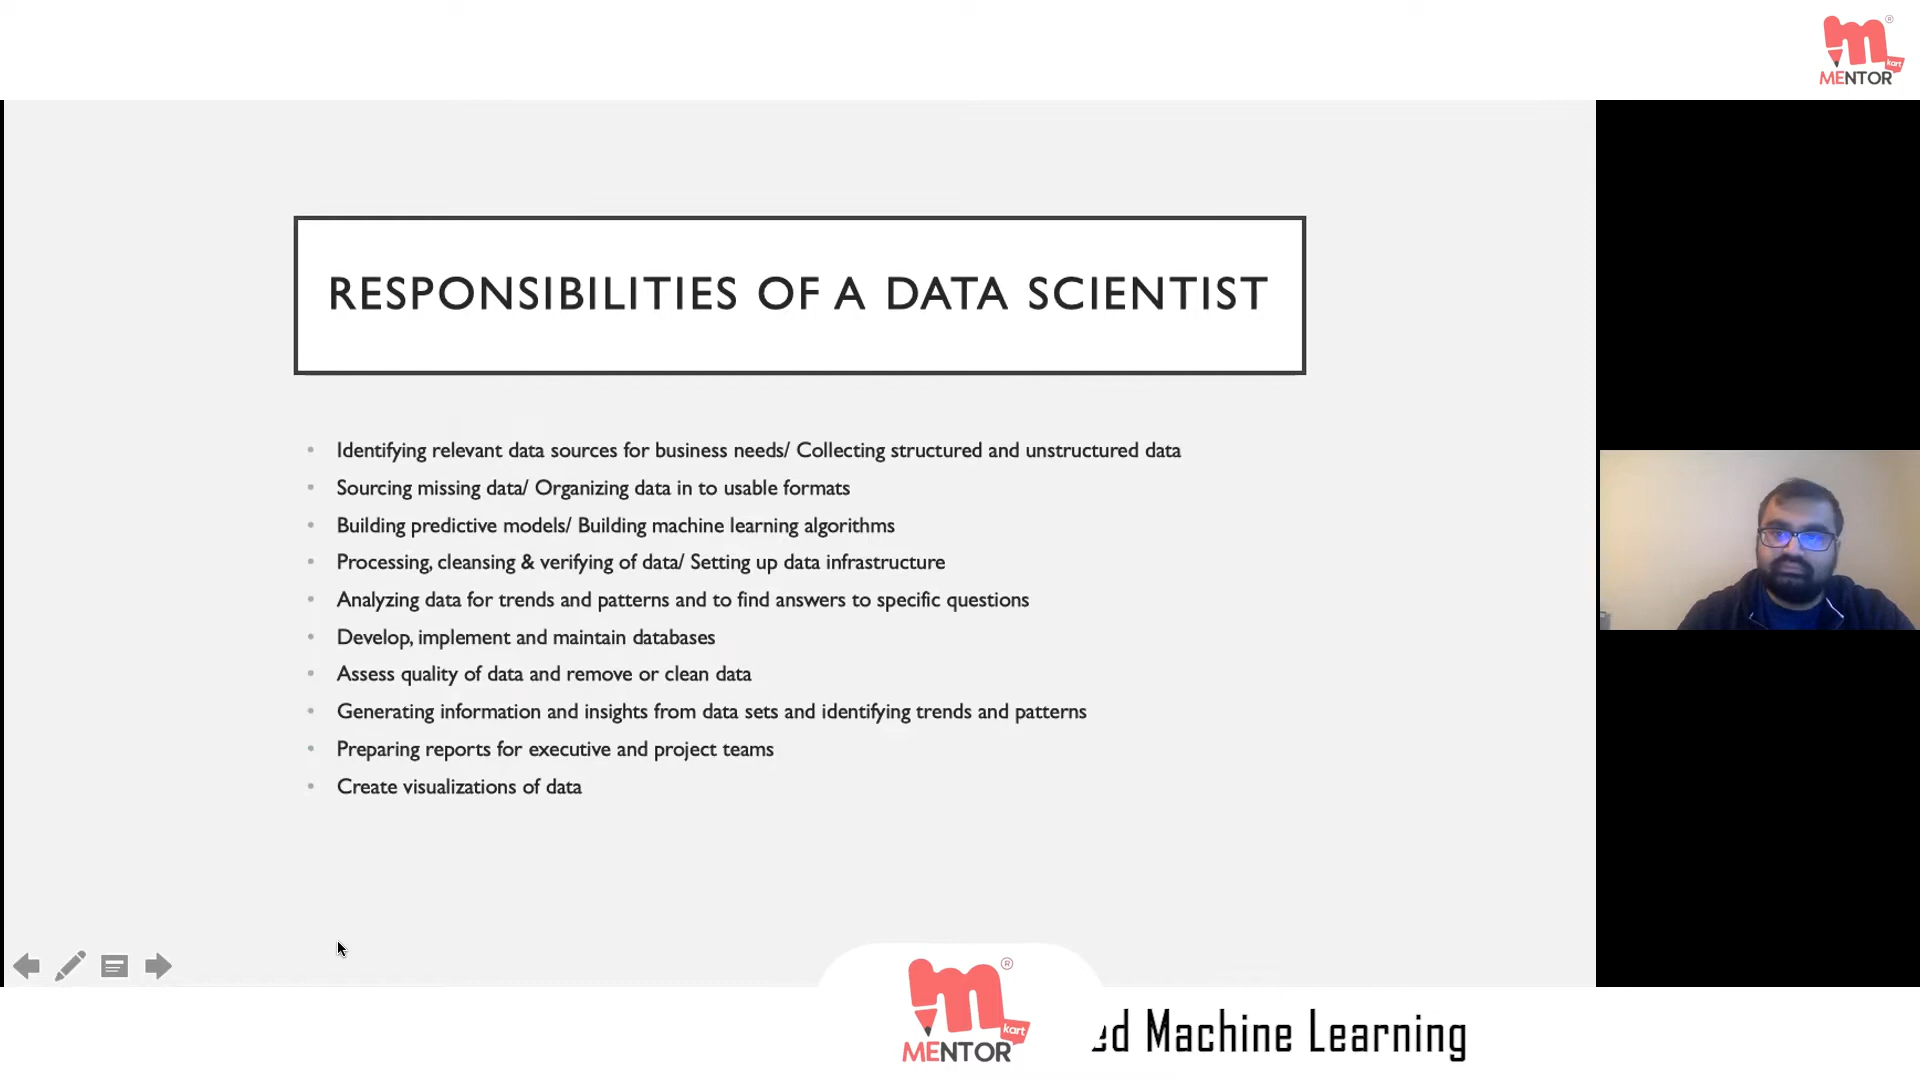 m®
kart
MENTOR
RESPONSIBILITIES OF A DATA SCIENTIST
• Identifying relevant data sources for business needs/ Collecting structured and unstructured data
• Sourcing missing data/ Organizing data in to usable formats
• Building predictive models/ Building machine learning algorithms
• Processing, cleansing & verifying of data/ Setting up data infrastructure
• Analyzing data for trends and patterns and to find answers to specific questions
• Develop, implement and maintain databases
• Assess quality of data and remove or clean data
• Generating information and insights from data sets and identifying trends and patterns
• Preparing reports for executive and project teams
• Create visualizations of data
m®
kart
MENTOR
Machine Learning